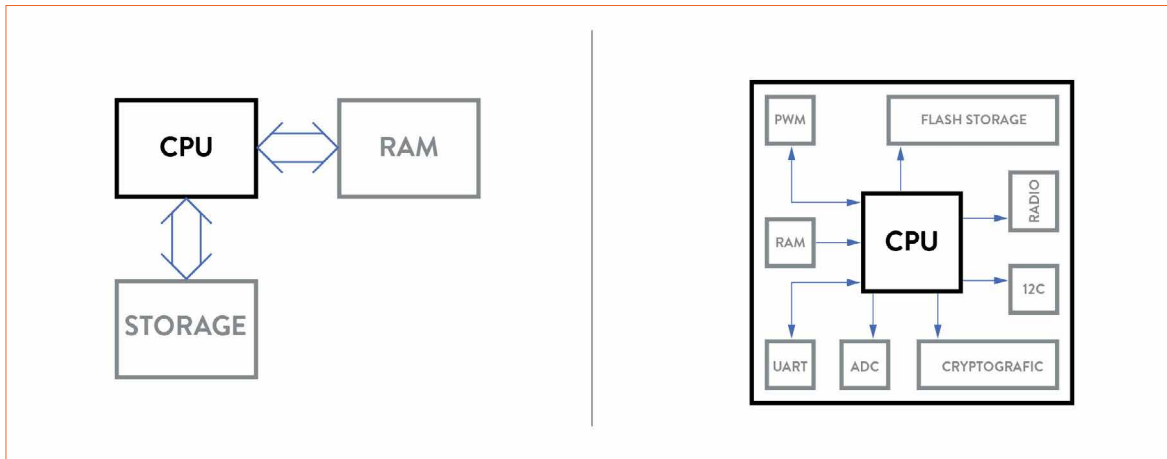 CPU
RAM
STORAGE
PWM
FLASH STORAGE
RADIO
RAM
CPU
12C
UART
ADC
CRYPTOGRAFIC